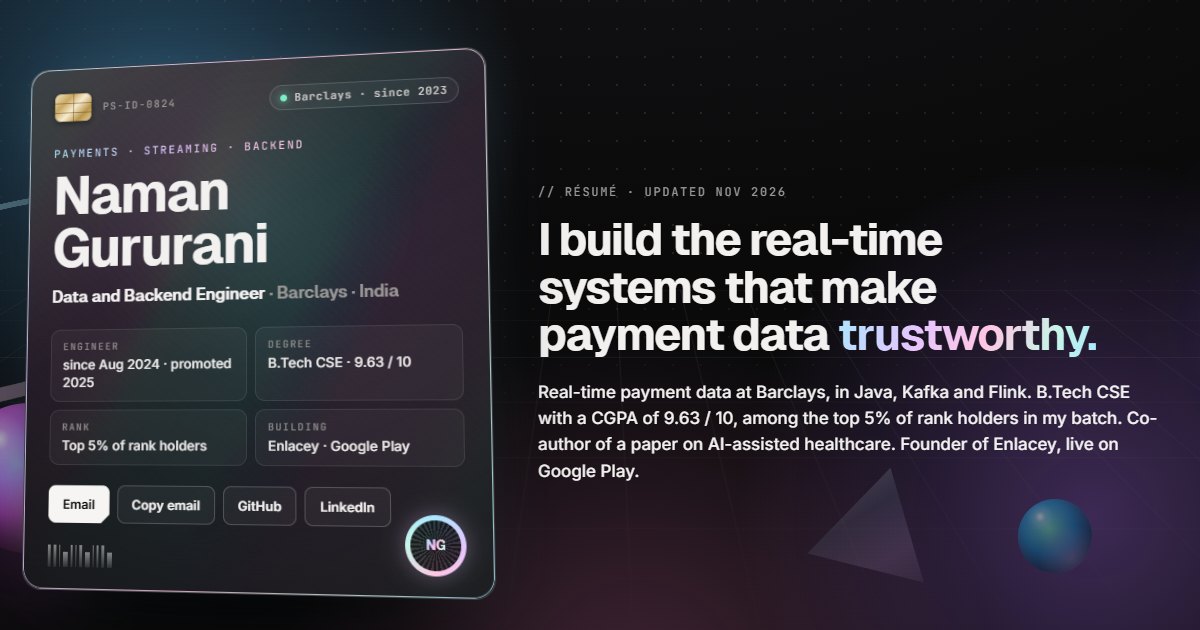 PS-ID-0824
Barclays · since 2023
PAYMENTS · STREAMING · BACKEND
Naman
Gururani
Data and Backend Engineer · Barclays · India
ENGINEER
since Aug 2024 · promoted
2025
DEGREE
B.Tech CSE · 9.63 / 10
RANK
Top 5% of rank holders
BUILDING
Enlacey · Google Play
Email
Copy email
GitHub
LinkedIn
NG
// RÉSUMÉ · UPDATED NOV 2026
I build the real-time
systems that make
payment data trustworthy.
Real-time payment data at Barclays, in Java, Kafka and Flink. B.Tech CSE
with a CGPA of 9.63 / 10, among the top 5% of rank holders in my batch. Co-
author of a paper on AI-assisted healthcare. Founder of Enlacey, live on
Google Play.